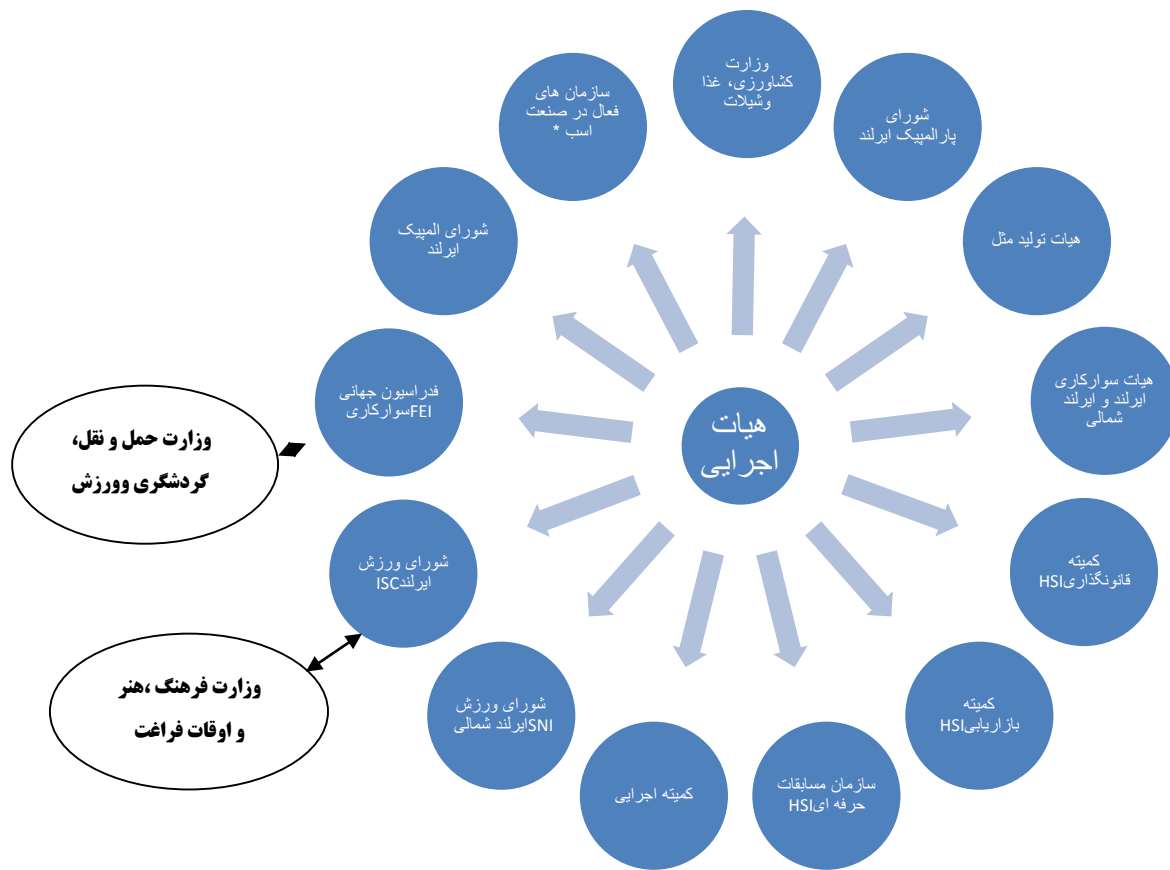 وزارت
کشاورزی، غذا
وشیلات
شورای
پارالمپیک ایرلند
هیات تولید مثل
هیات سوارکاری
ایرلند و ایرلند
شمالی
کمیته
قانونگذاریHSI
کمیته
بازاریابیHSI
سازمان مسابقات
حرفه ایHSI
کمیته اجرایی
شورای ورزش
SNIایرلند شمالی
شورای ورزش
ایرلندISC
فدراسیون جهانی
FEIسوارکاری
شورای المپیک
ایرلند
سازمان های
فعال در صنعت
اسب *
هیات
اجرایی
وزارت حمل و نقل،
گردشگری وورزش
وزارت فرهنگ ،هنر
و اوقات فراغت